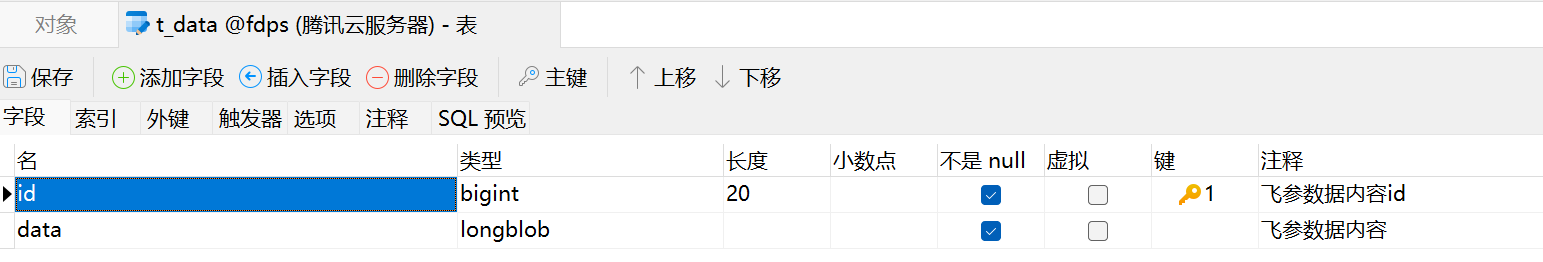 对象 t_data @fdps (腾讯云服务器) - 表
保存 添加字段 插入字段 删除字段 主键 上移 下移
字段 索引 外键 触发器 选项 注释 SQL 预览
名 类型 长度 小数点 不是 null 虚拟 键 注释
id bigint 20 1 飞参数据内容id
data longblob 飞参数据内容